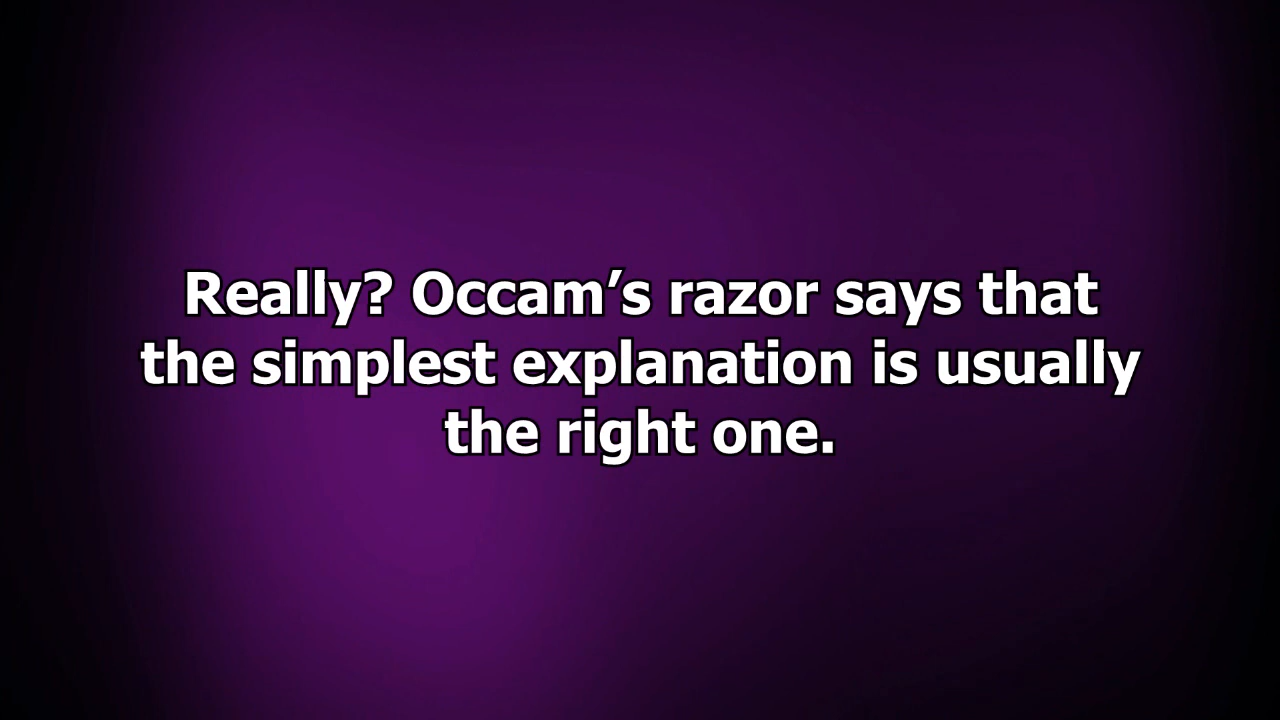 Really? Occam’s razor says that
the simplest explanation is usually
the right one.